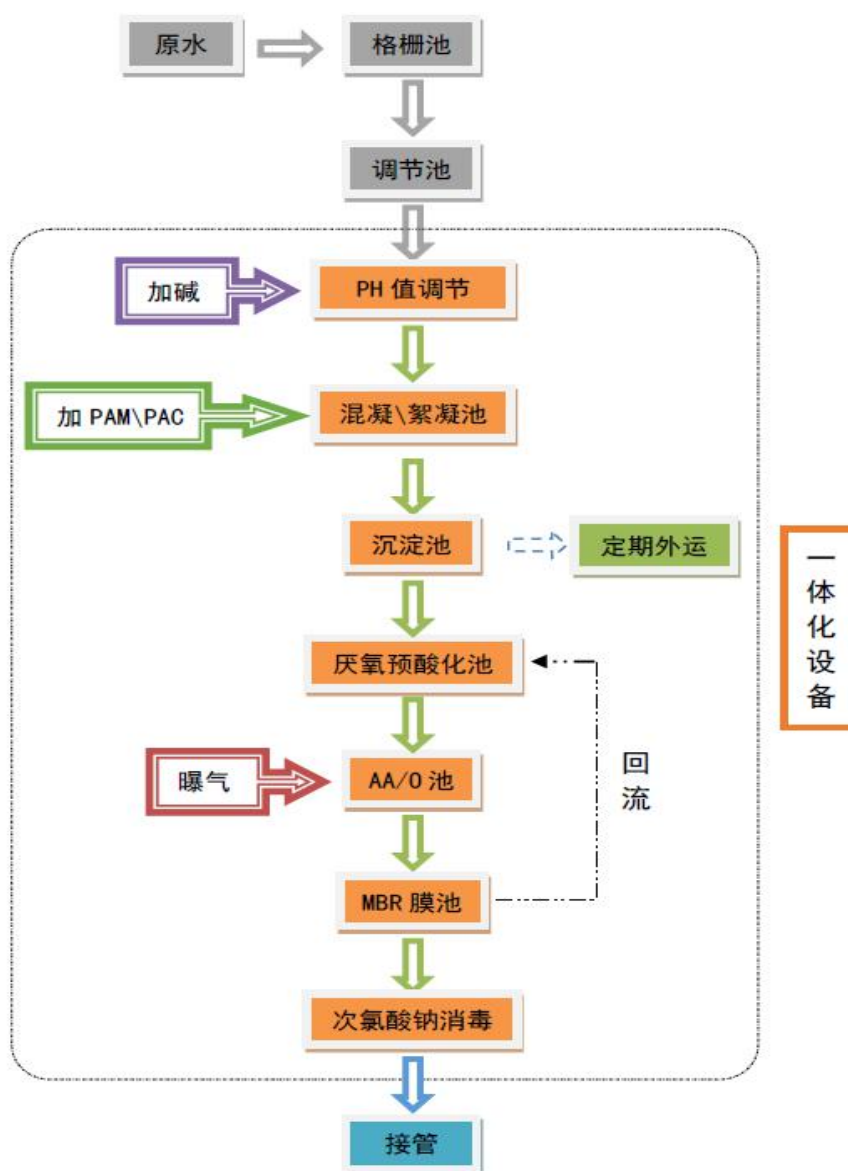 原水
格栅池
调节池
加碱
PH 值调节
加 PAM\PAC
混凝\絮凝池
沉淀池
定期外运
一体化设备
厌氧预酸化池
曝气
AA/O 池
回流
MBR 膜池
次氯酸钠消毒
接管